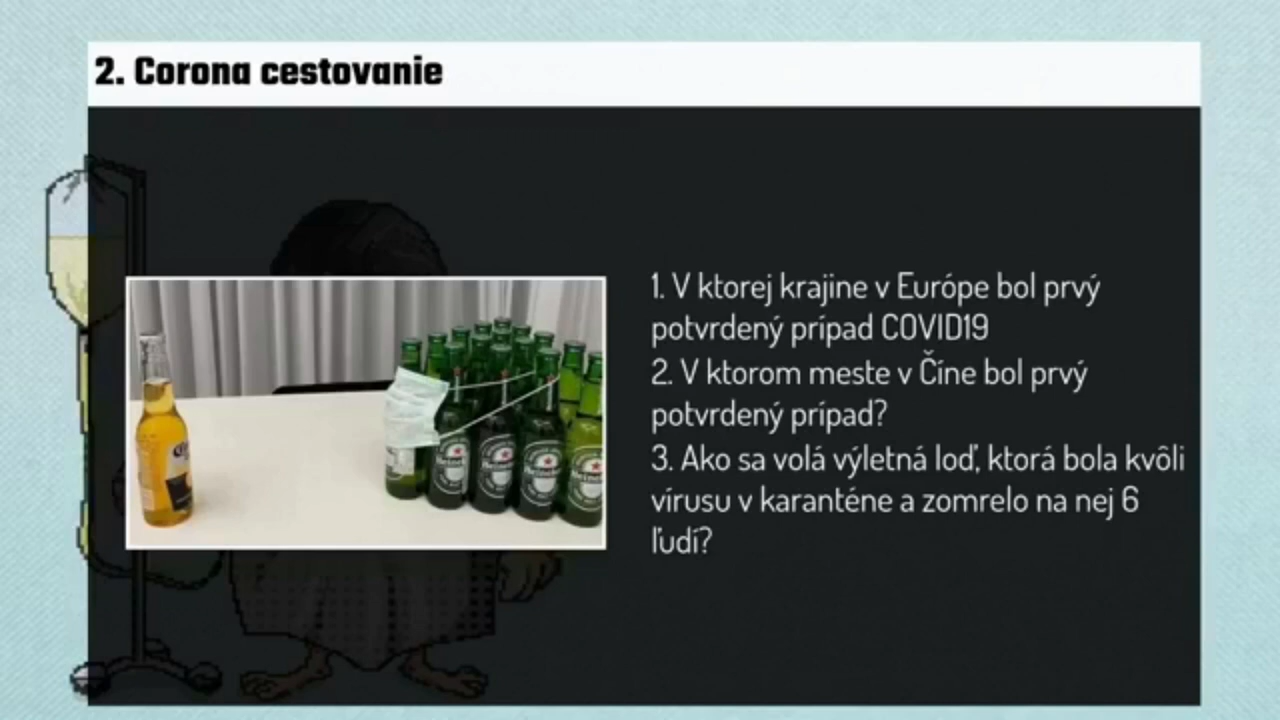 2. Corona cestovanie
1. V ktorej krajine v Európe bol prvý
potvrdený prípad COVID19
2. V ktorom meste v Číne bol prvý
potvrdený prípad?
3. Ako sa volá výletná loď, ktorá bola kvôli
vírusu v karanténe a zomrelo na nej 6
ľudí?
Heineken